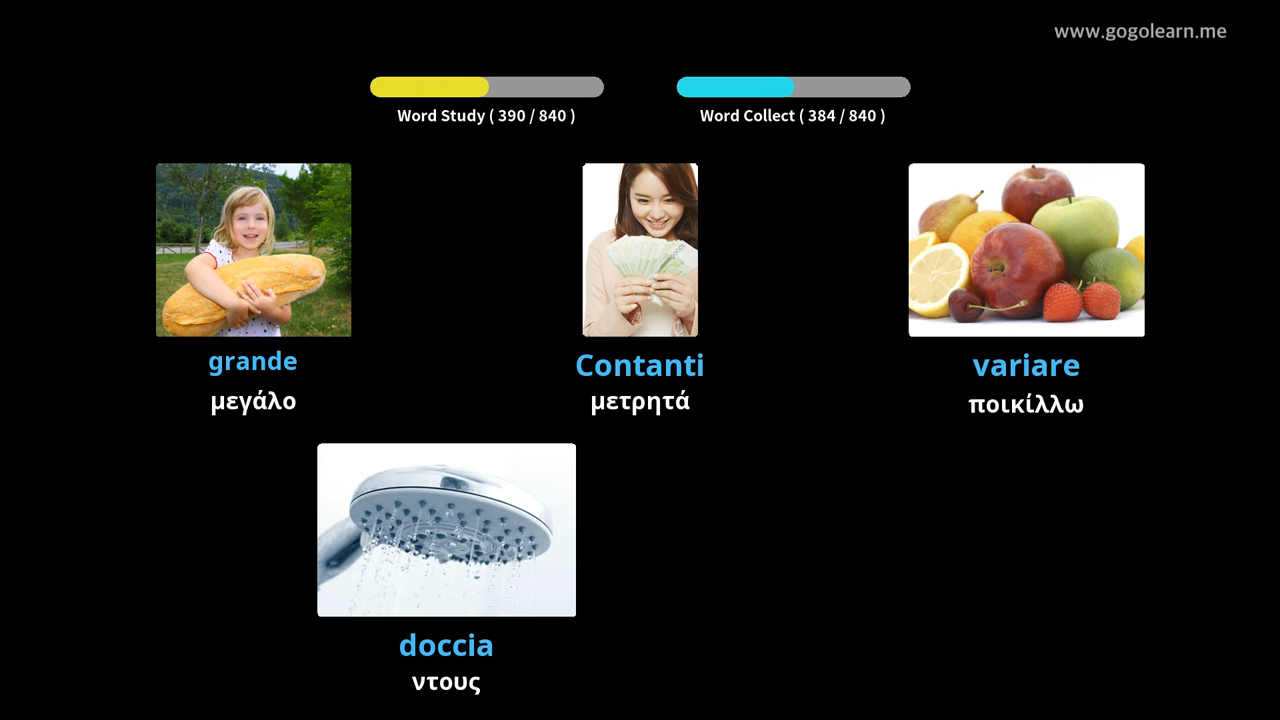 www.gogolearn.me
Word Study ( 390 / 840 )
Word Collect ( 384 / 840 )
grande
μεγάλο
Contanti
μετρητά
variare
ποικίλλω
doccia
ντους